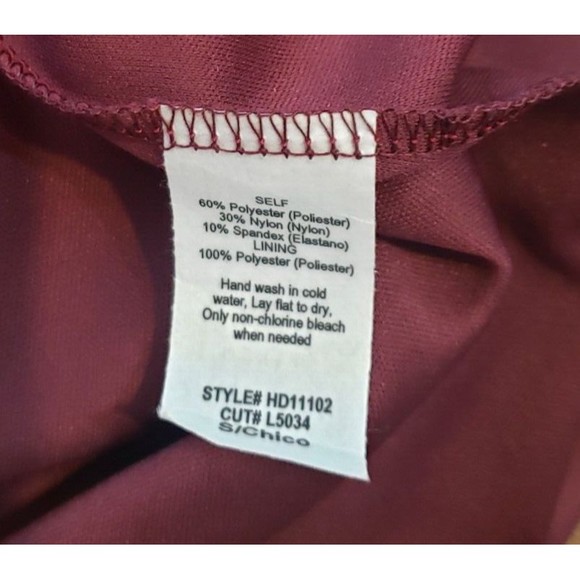 SELF
60% Polyester (Poliester)
30% Nylon (Nylon)
10% Spandex (Elastano)
LINING
100% Polyester (Poliester)
Hand wash in cold
water, Lay flat to dry,
Only non-chlorine bleach
when needed
STYLE# HD11102
CUT# L5034
S/Chico